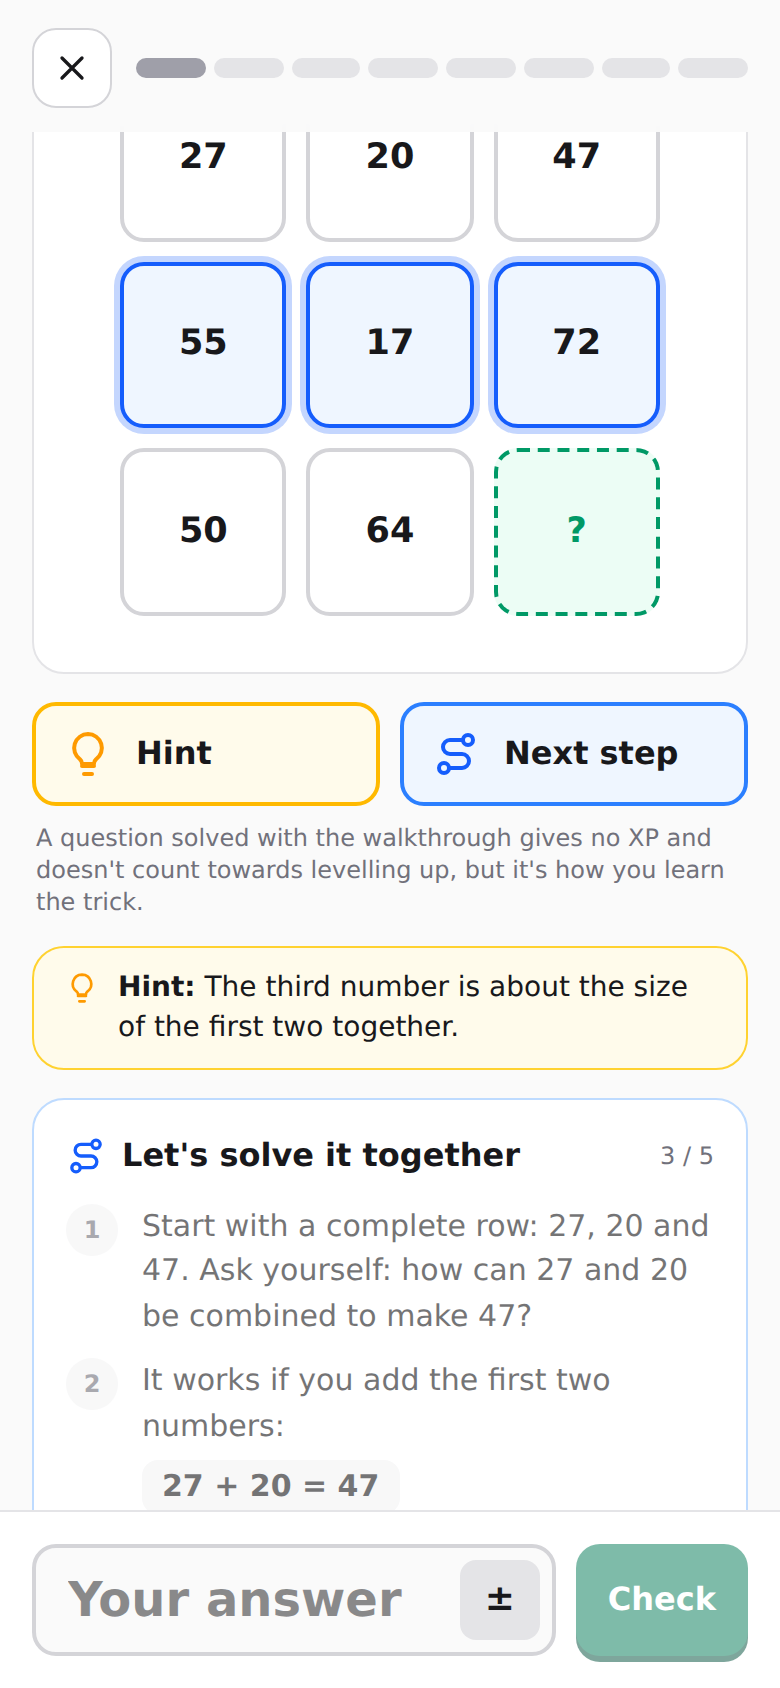 27 20 47
55 17 72
50 64 ?
Hint Next step
A question solved with the walkthrough gives no XP and
doesn't count towards levelling up, but it's how you learn
the trick.
Hint: The third number is about the size
of the first two together.
Let's solve it together 3 / 5
1 Start with a complete row: 27, 20 and
47. Ask yourself: how can 27 and 20
be combined to make 47?
2 It works if you add the first two
numbers:
27 + 20 = 47
Your answer ± Check